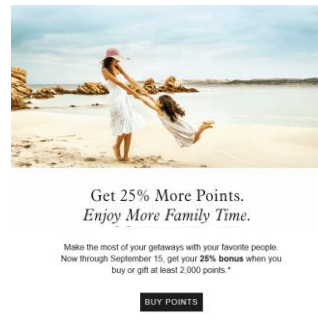 Get 25% More Points.
Enjoy More Family Time.
Make the most of your getaways with your favorite people.
Now through September 15, get your 25% bonus when you
buy or gift at least 2,000 points.*
BUY POINTS